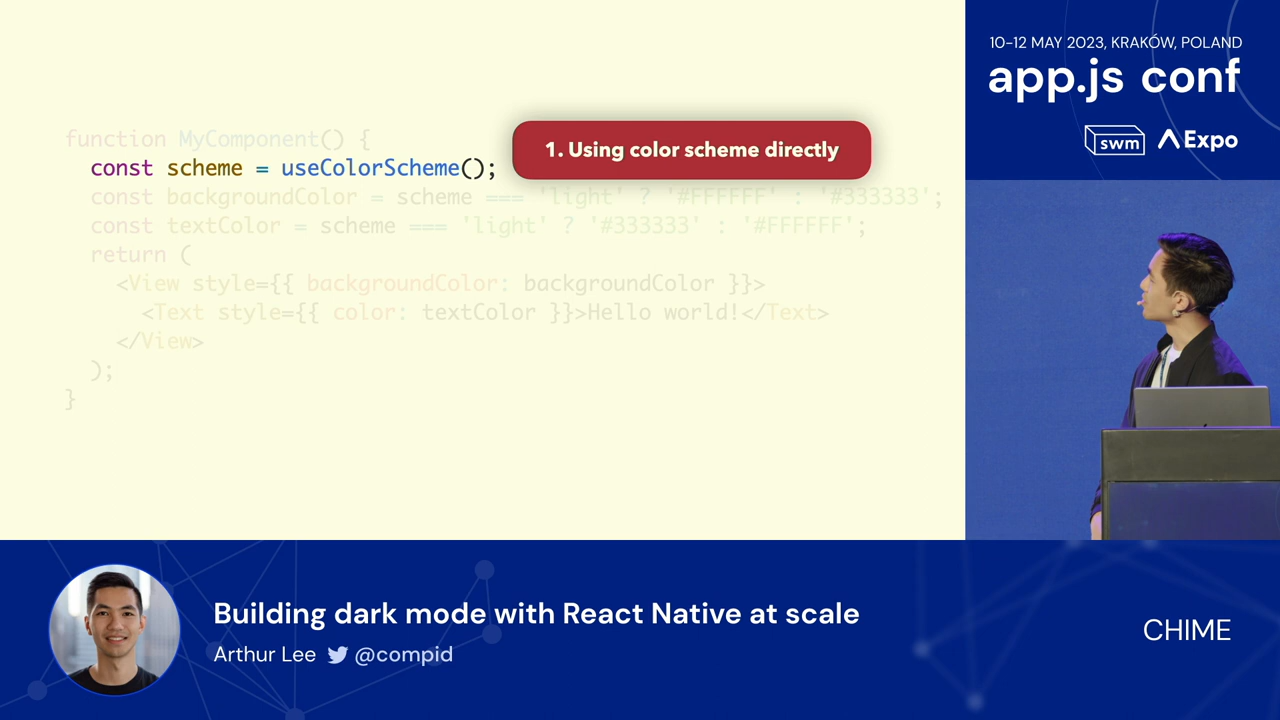 function MyComponent() {
const scheme = useColorScheme();
1. Using color scheme directly
const backgroundColor = scheme === 'light' ? '#FFFFFF' : '#333333';
const textColor = scheme === 'light' ? '#333333' : '#FFFFFF';
return (
<View style={{ backgroundColor: backgroundColor }}>
<Text style={{ color: textColor }}>Hello world!</Text>
</View>
);
}
10-12 MAY 2023, KRAKÓW, POLAND
app.js conf
swm Expo
Building dark mode with React Native at scale
Arthur Lee @compid
CHIME